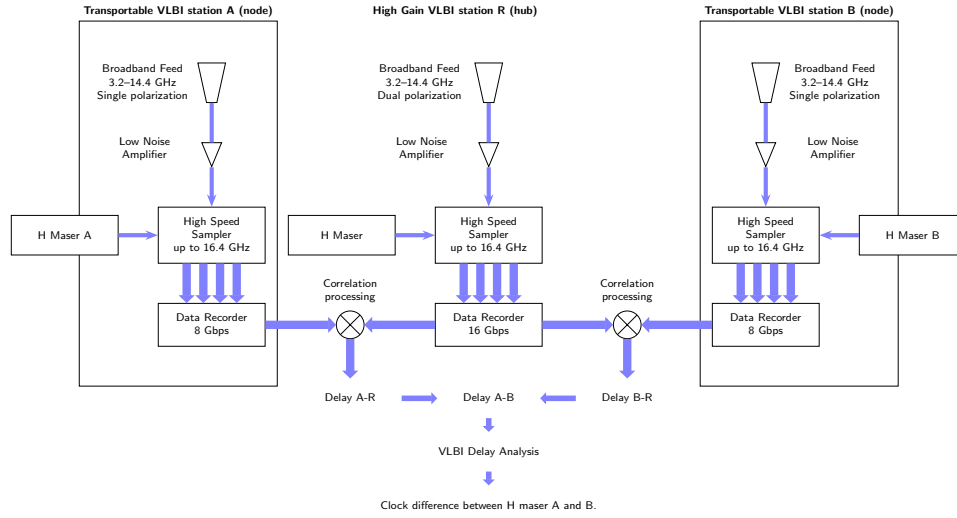 Transportable VLBI station A (node)
High Gain VLBI station R (hub)
Transportable VLBI station B (node)
Broadband Feed
3.2–14.4 GHz
Single polarization
Broadband Feed
3.2–14.4 GHz
Dual polarization
Broadband Feed
3.2–14.4 GHz
Single polarization
Low Noise
Amplifier
Low Noise
Amplifier
Low Noise
Amplifier
H Maser A
High Speed
Sampler
up to 16.4 GHz
H Maser
High Speed
Sampler
up to 16.4 GHz
High Speed
Sampler
up to 16.4 GHz
H Maser B
Correlation
processing
Correlation
processing
Data Recorder
8 Gbps
Data Recorder
16 Gbps
Data Recorder
8 Gbps
Delay A-R
Delay A-B
Delay B-R
VLBI Delay Analysis
Clock difference between H maser A and B.